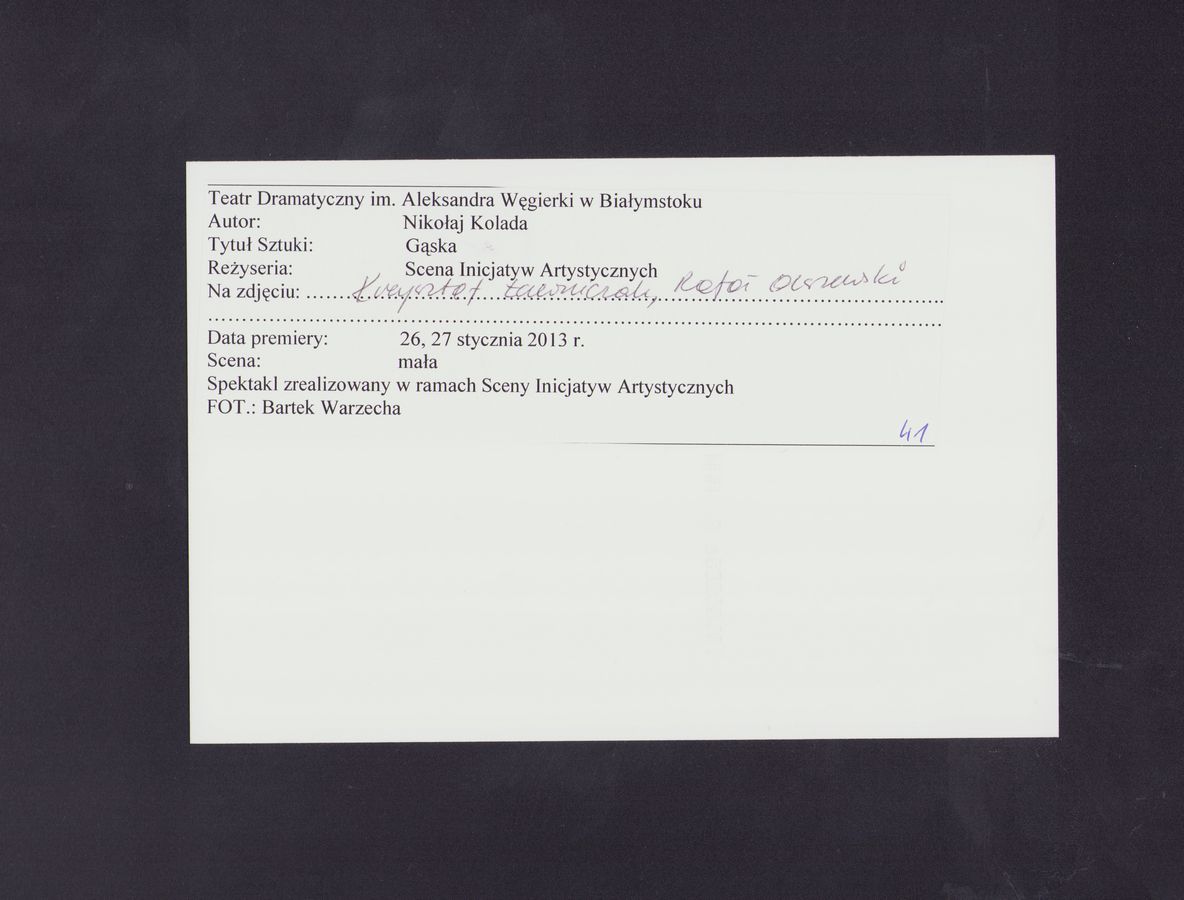 Teatr Dramatyczny im. Aleksandra Węgierki w Białymstoku
Autor: Nikołaj Kolada
Tytuł Sztuki: Gąska
Reżyseria: Scena Inicjatyw Artystycznych
Na zdjęciu: Krzysztof Ławniczak, Rafał Olszewski
Data premiery: 26, 27 stycznia 2013 r.
Scena: mała
Spektakl zrealizowany w ramach Sceny Inicjatyw Artystycznych
FOT.: Bartek Warzecha
41